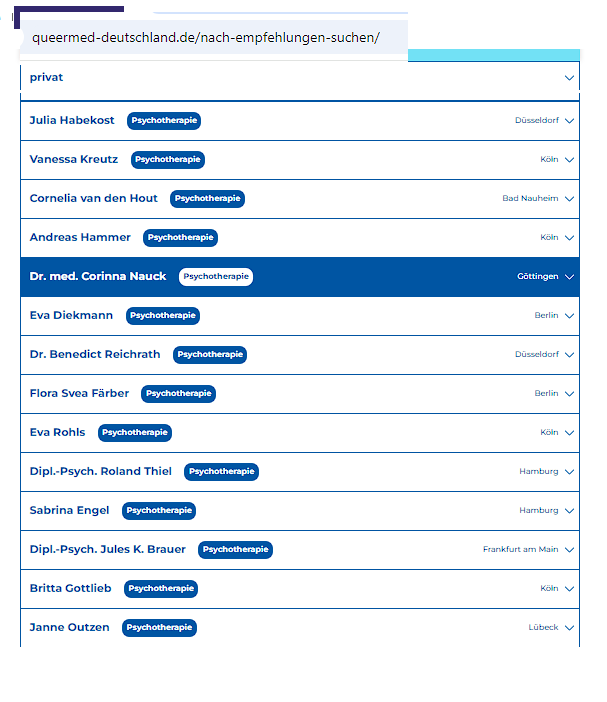 queermed-deutschland.de/nach-empfehlungen-suchen/
privat
Julia Habekost Psychotherapie Düsseldorf
Vanessa Kreutz Psychotherapie Köln
Cornelia van den Hout Psychotherapie Bad Nauheim
Andreas Hammer Psychotherapie Köln
Dr. med. Corinna Nauck Psychotherapie Göttingen
Eva Diekmann Psychotherapie Berlin
Dr. Benedict Reichrath Psychotherapie Düsseldorf
Flora Svea Färber Psychotherapie Berlin
Eva Rohls Psychotherapie Köln
Dipl.-Psych. Roland Thiel Psychotherapie Hamburg
Sabrina Engel Psychotherapie Hamburg
Dipl.-Psych. Jules K. Brauer Psychotherapie Frankfurt am Main
Britta Gottlieb Psychotherapie Köln
Janne Outzen Psychotherapie Lübeck